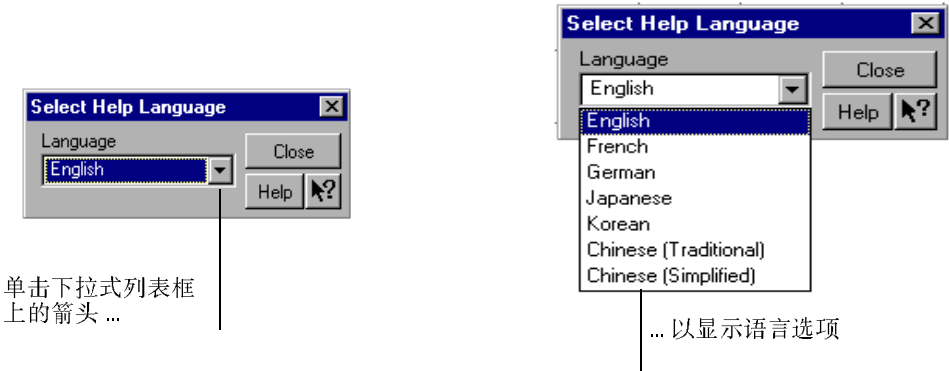 Select Help Language
Language
English
Close
Help
单击下拉式列表框
上的箭头 ...
Select Help Language
Language
English
Close
Help
English
French
German
Japanese
Korean
Chinese (Traditional)
Chinese (Simplified)
... 以显示语言选项